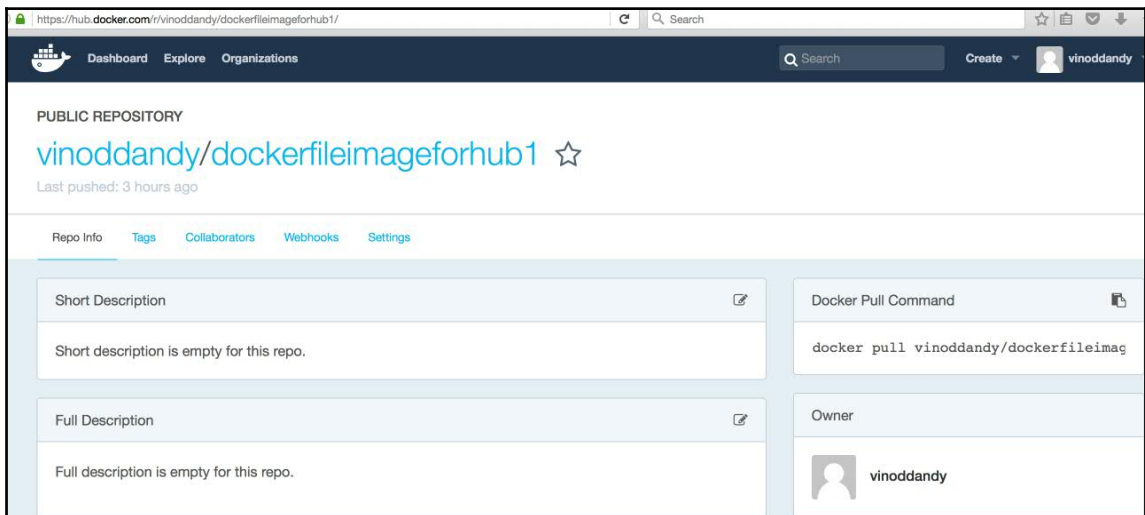 https://hub.docker.com/r/vinoddandy/dockerfileimageforhub1/
Search
Dashboard Explore Organizations
Search
Create
vinoddandy
PUBLIC REPOSITORY
vinoddandy/dockerfileimageforhub1
Last pushed: 3 hours ago
Repo Info Tags Collaborators Webhooks Settings
Short Description
Short description is empty for this repo.
Docker Pull Command
docker pull vinoddandy/dockerfileimag
Full Description
Full description is empty for this repo.
Owner
vinoddandy